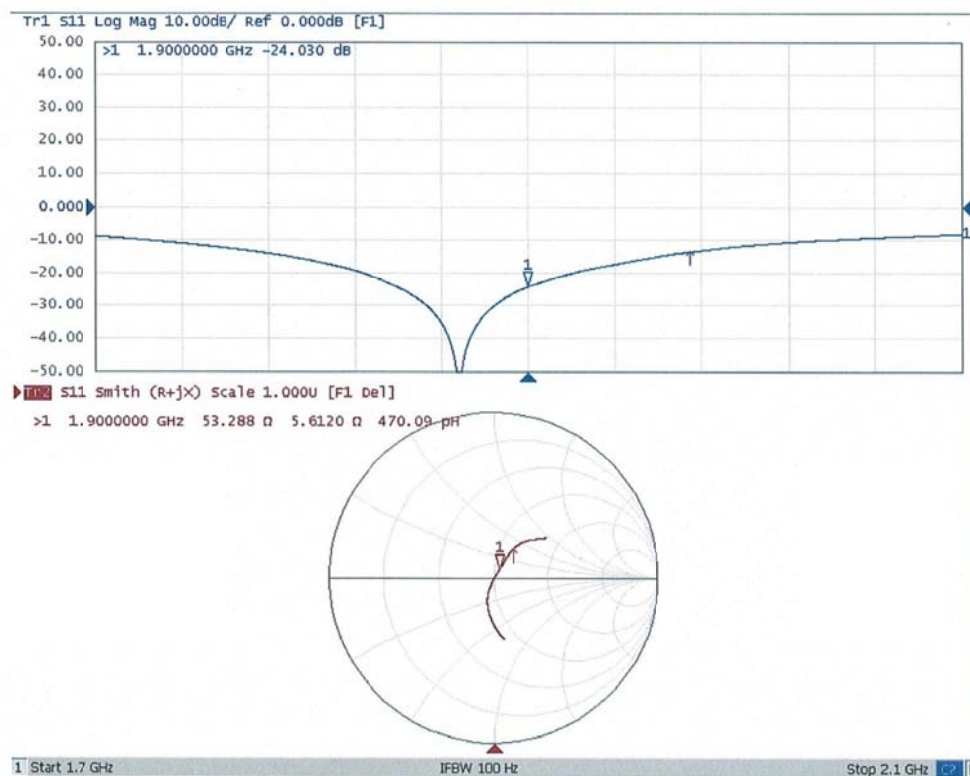 Tr1 S11 Log Mag 10.00dB/ Ref 0.000dB [F1]
50.00
>1 1.9000000 GHz -24.030 dB
40.00
30.00
20.00
10.00
0.000
-10.00
1
-20.00
1
-30.00
-40.00
-50.00
Tr2 S11 Smith (R+jX) Scale 1.000U [F1 Del]
>1 1.9000000 GHz 53.288 Ω 5.6120 Ω 470.09 pH
1
1 Start 1.7 GHz IFBW 100 Hz Stop 2.1 GHz C?